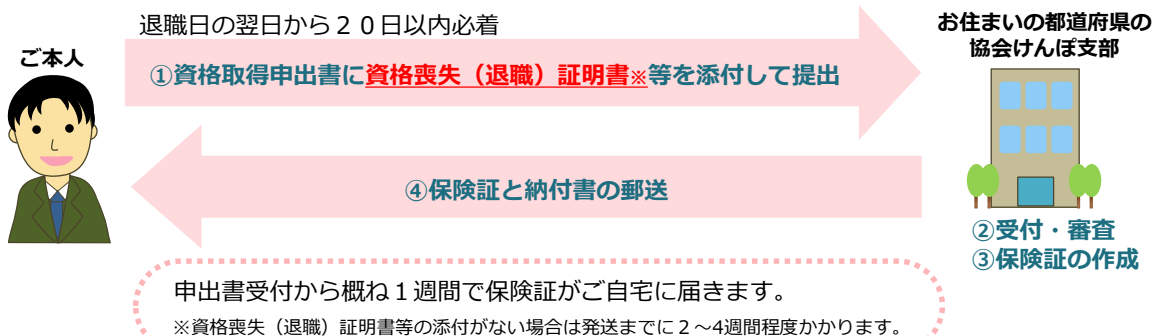 退職日の翌日から２０日以内必着
お住まいの都道府県の
協会けんぽ支部
ご本人
①資格取得申出書に資格喪失（退職）証明書※等を添付して提出
④保険証と納付書の郵送
②受付・審査
③保険証の作成
申出書受付から概ね１週間で保険証がご自宅に届きます。
※資格喪失（退職）証明書等の添付がない場合は発送までに２～4週間程度かかります。